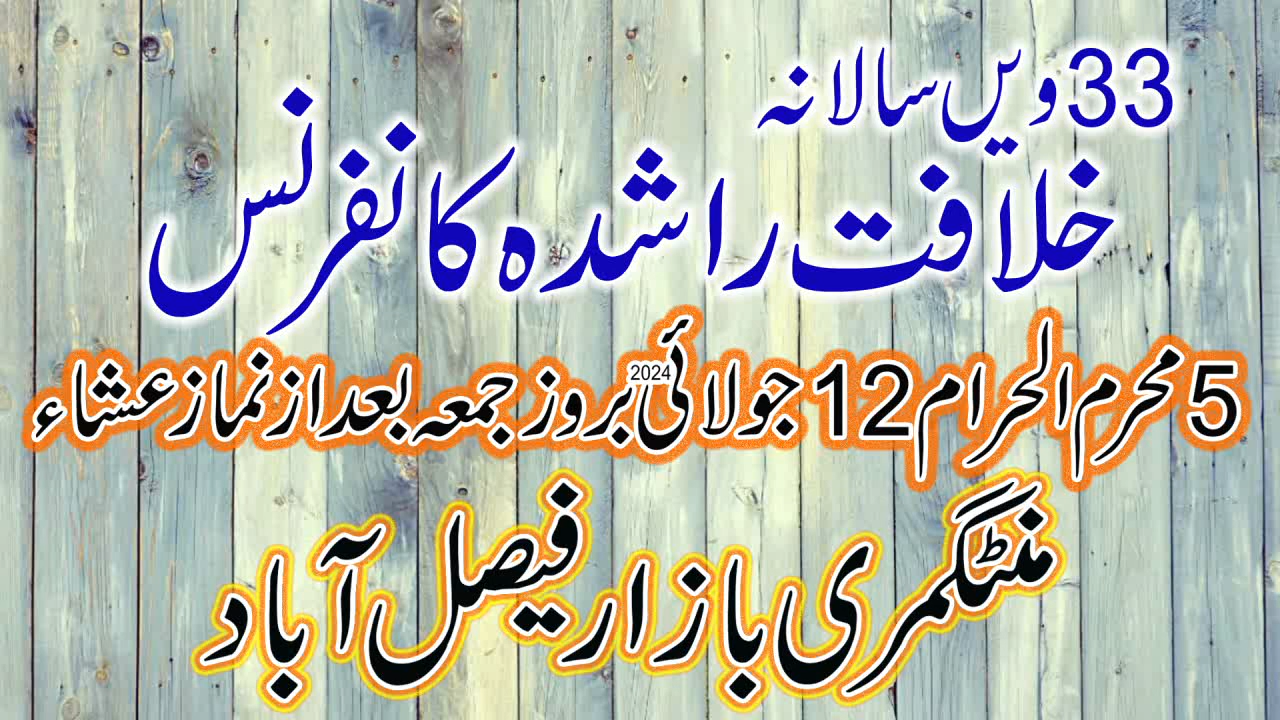 33ویں سالانہ
خلافت راشدہ کانفرنس
5 محرم الحرام 12 جولائی 2024 بروز جمعہ بعد از نماز عشاء
منٹگمری بازار فیصل آباد